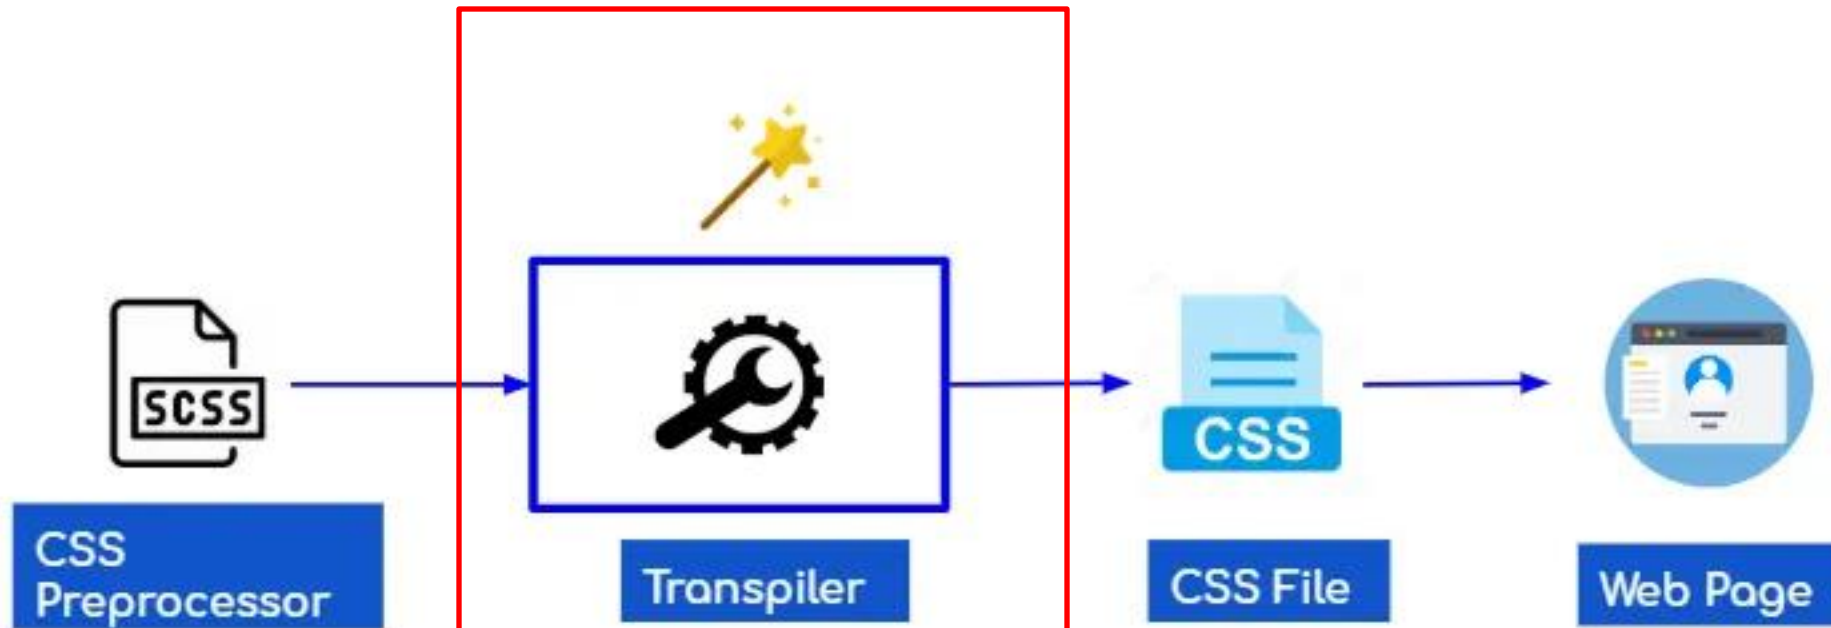 SCSS
CSS
CSS
Preprocessor
Transpiler
CSS File
Web Page